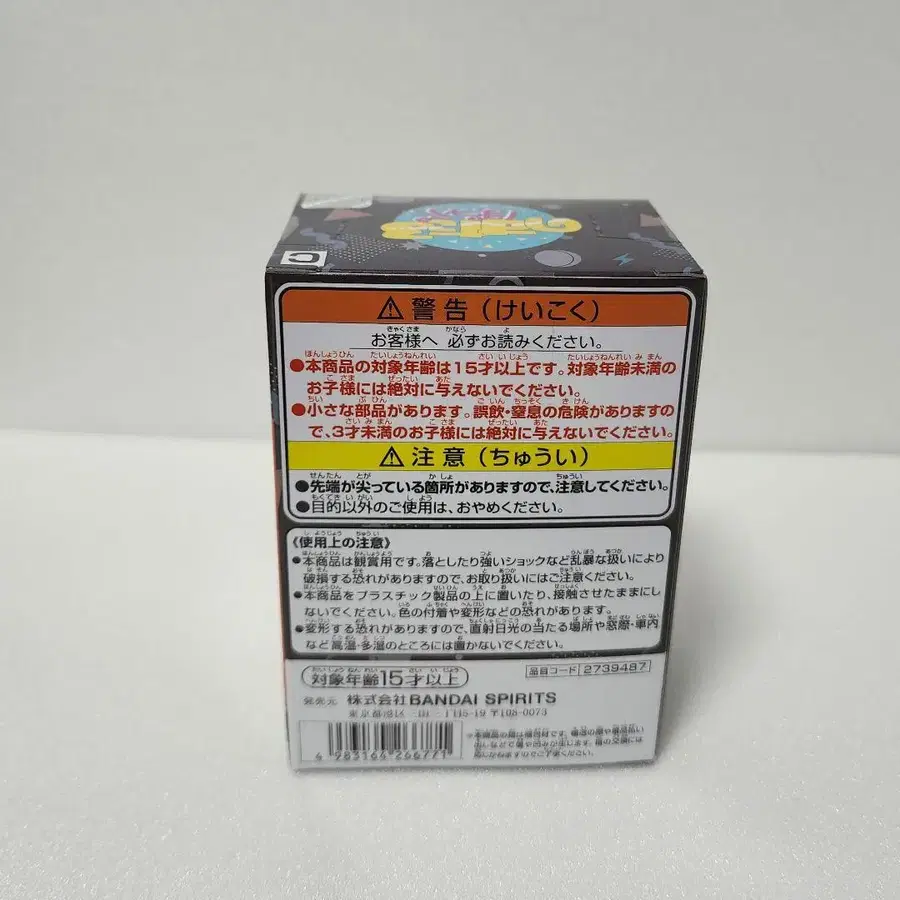 ⚠警告（けいこく）
お客様へ 必ずお読みください。
●本商品の対象年齢は15才以上です。対象年齢未満の
お子様には絶対に与えないでください。
●小さな部品があります。誤飲・窒息の危険がありますの
で、3才未満のお子様には絶対に与えないでください。
⚠注意（ちゅうい）
●先端が尖っている箇所がありますので、注意してください。
●目的以外のご使用は、おやめください。
《使用上の注意》
●本商品は観賞用です。落としたり強いショックなど乱暴な扱いにより
破損する恐れがありますので、お取り扱いにはご注意ください。
●本商品をプラスチック製品の上に置いたり、接触させたままにし
ないでください。色の付着や変形などの恐れがあります。
●変形する恐れがありますので、直射日光の当たる場所や窓際・車内
など高温・多湿のところには置かないでください。
対象年齢15才以上
品目コード 2739487
発売元 株式会社BANDAI SPIRITS
〒108-0073